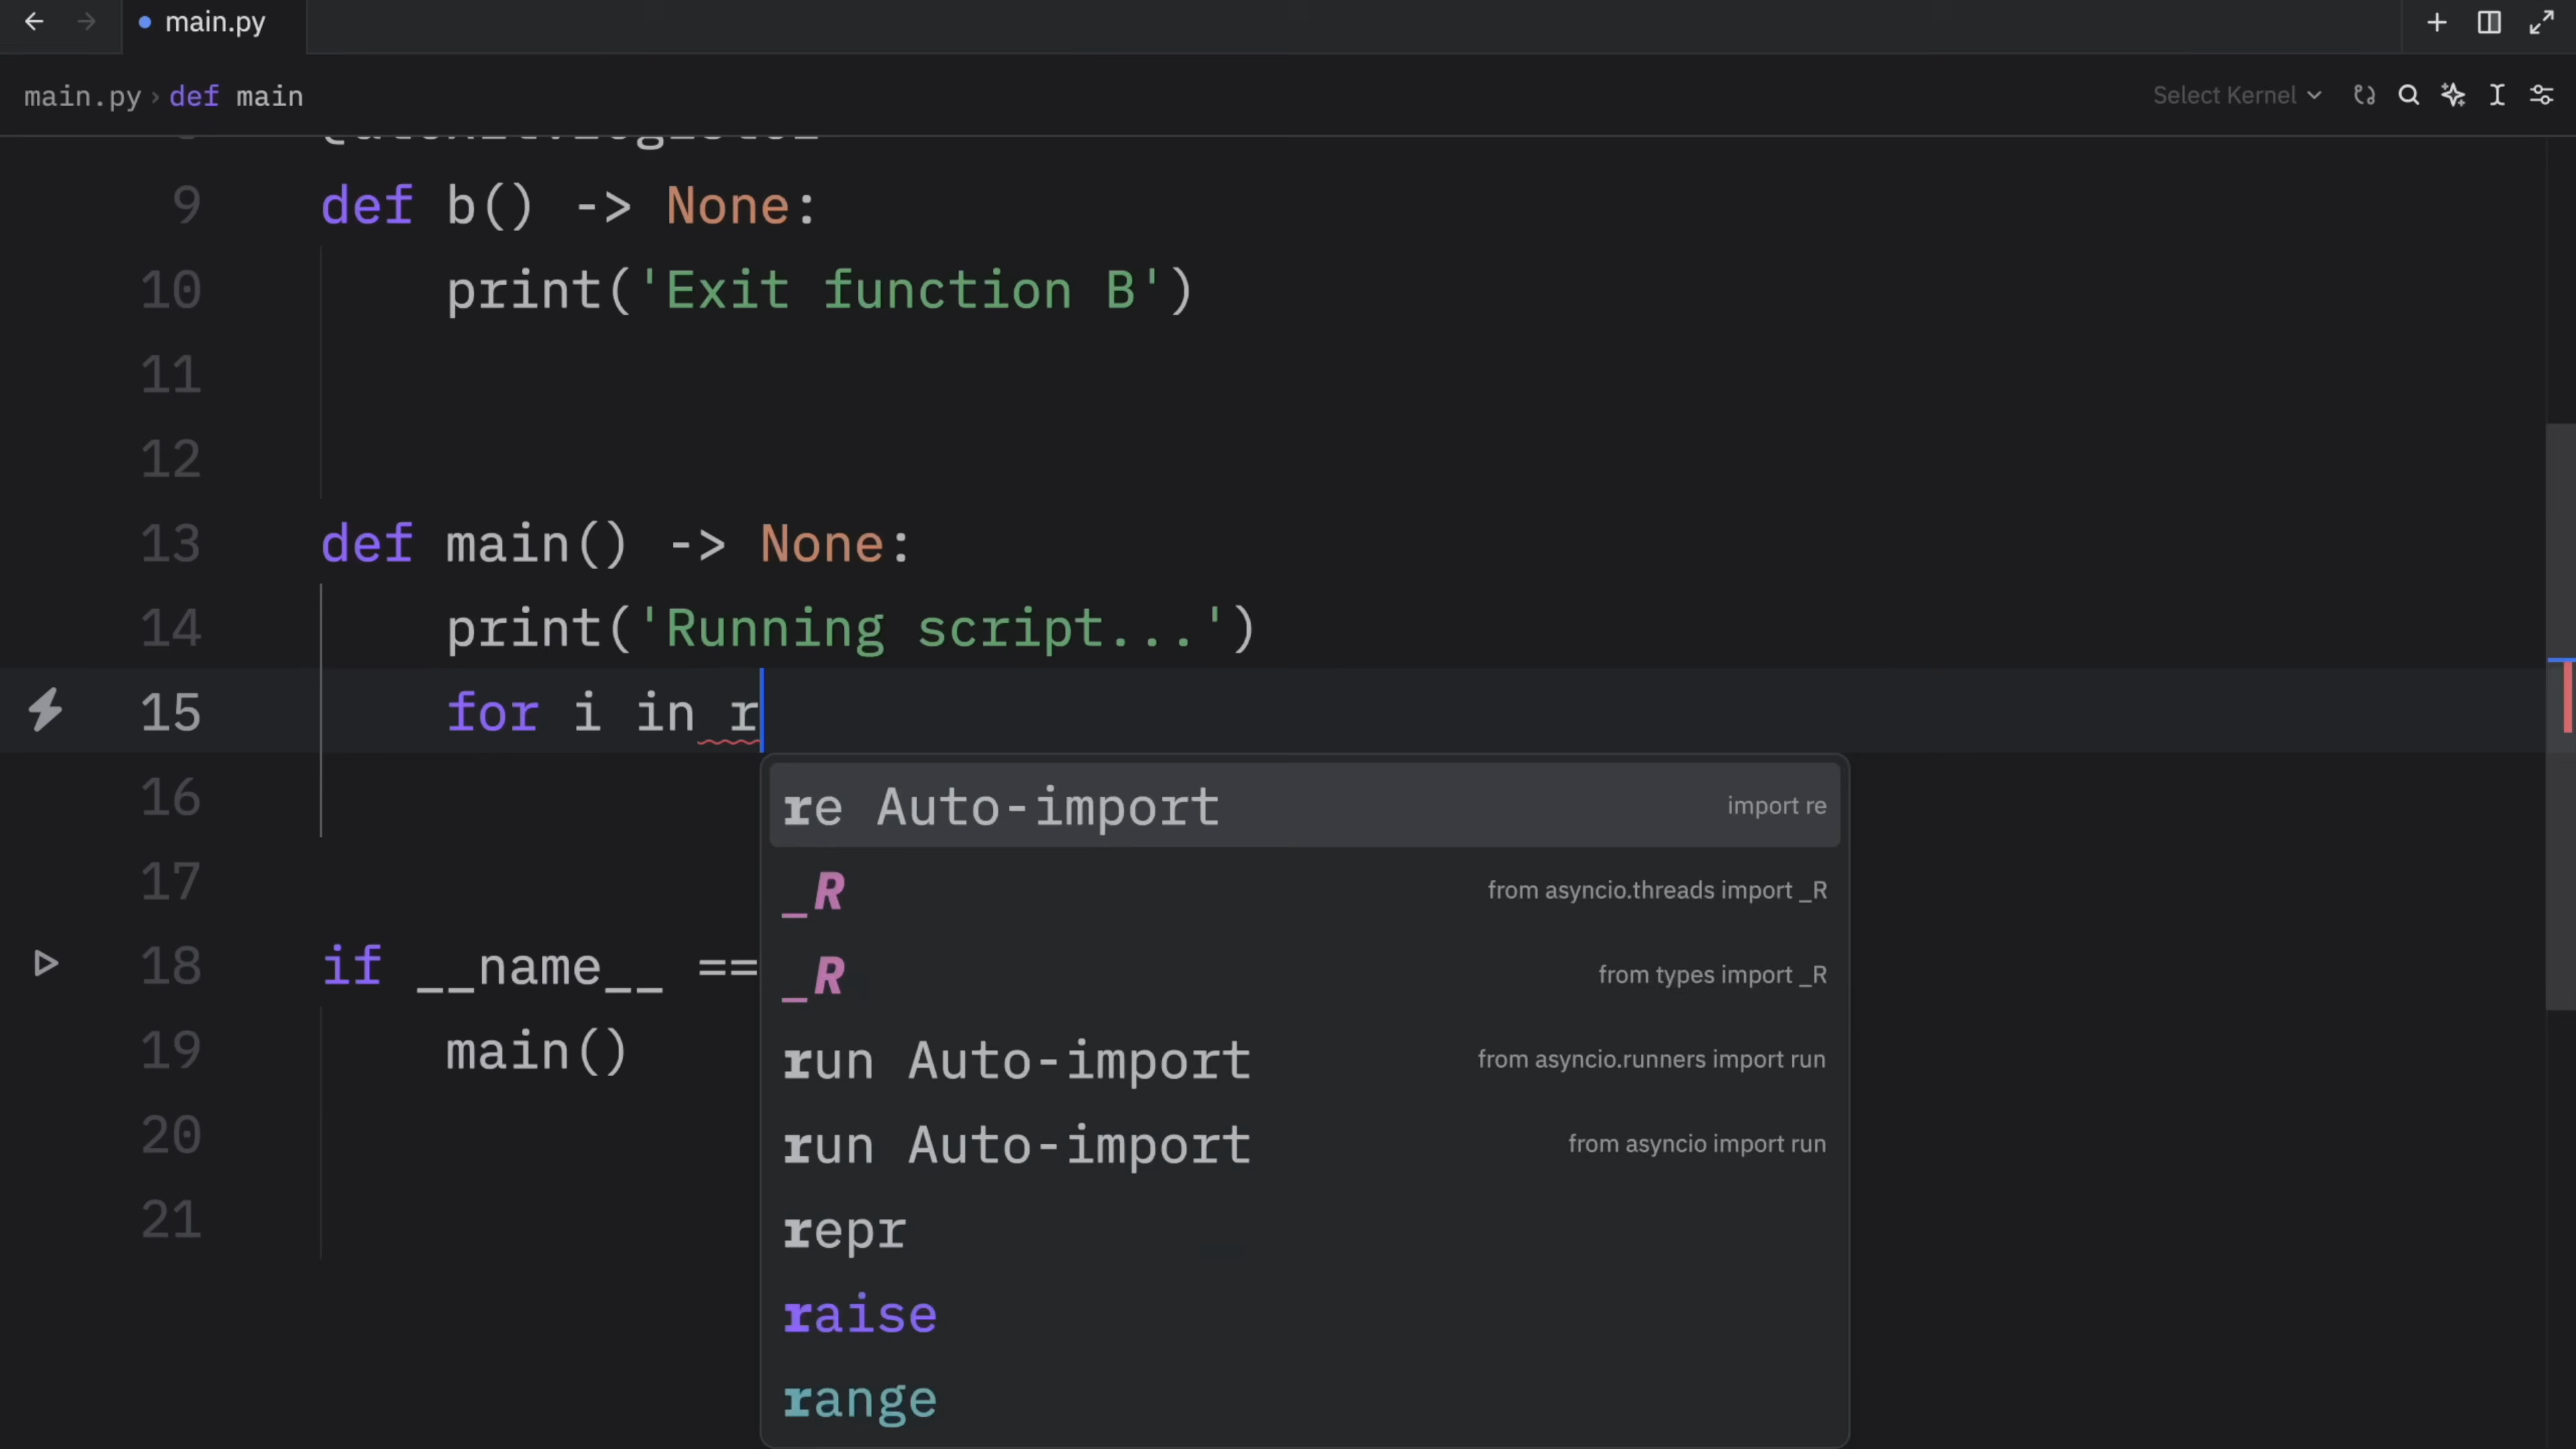 main.py
main.py › def main
Select Kernel
9 def b() -> None:
10 print('Exit function B')
11
12
13 def main() -> None:
14 print('Running script...')
15 for i in r
16
17
18 if __name__ ==
19 main()
20
21
re Auto-import import re
_R from asyncio.threads import _R
_R from types import _R
run Auto-import from asyncio.runners import run
run Auto-import from asyncio import run
repr
raise
range